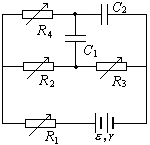 C₂
R₄
C₁
R₂ R₃
R₁ ε,r